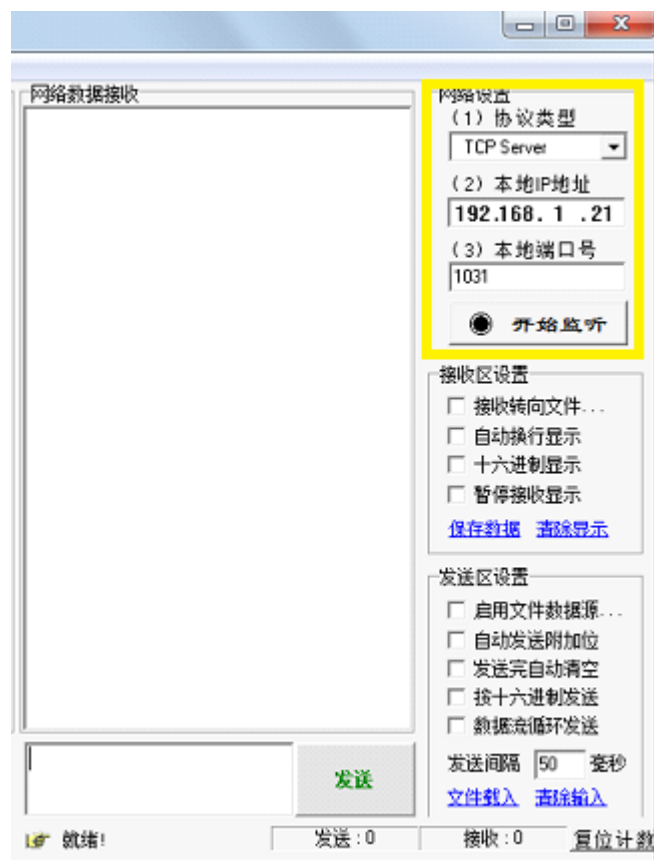 网络数据接收
网络设置
(1) 协议类型
TCP Server
(2) 本地IP地址
192.168. 1 .21
(3) 本地端口号
1031
开始监听
接收区设置
接收转向文件...
自动换行显示
十六进制显示
暂停接收显示
保存数据 清除显示
发送区设置
启用文件数据源...
自动发送附加位
发送完自动清空
按十六进制发送
数据流循环发送
发送间隔 50 毫秒
文件载入 清除输入
发送
就绪!
发送 : 0
接收 : 0
复位计数